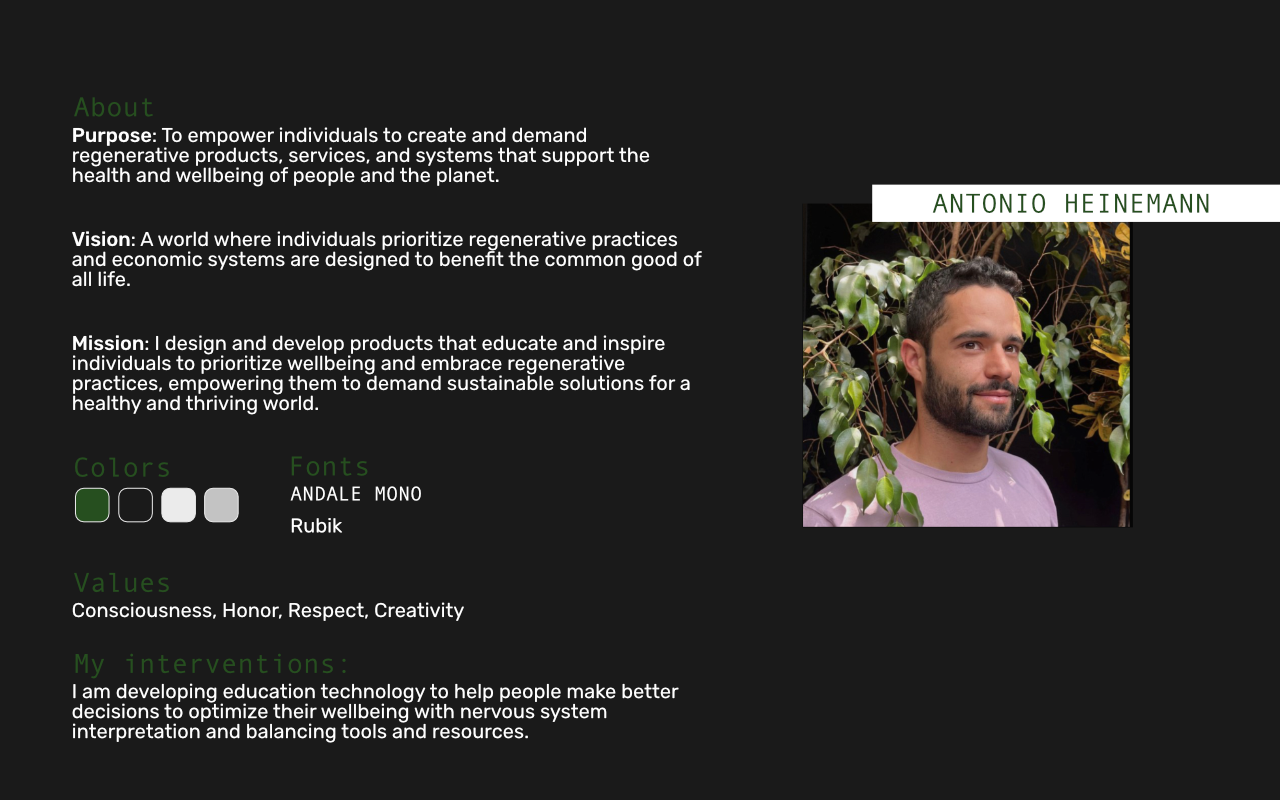 About
Purpose: To empower individuals to create and demand
regenerative products, services, and systems that support the
health and wellbeing of people and the planet.
Vision: A world where individuals prioritize regenerative practices
and economic systems are designed to benefit the common good of
all life.
Mission: I design and develop products that educate and inspire
individuals to prioritize wellbeing and embrace regenerative
practices, empowering them to demand sustainable solutions for a
healthy and thriving world.
Colors
Fonts
ANDALE MONO
Rubik
Values
Consciousness, Honor, Respect, Creativity
My interventions:
I am developing education technology to help people make better
decisions to optimize their wellbeing with nervous system
interpretation and balancing tools and resources.
ANTONIO HEINEMANN